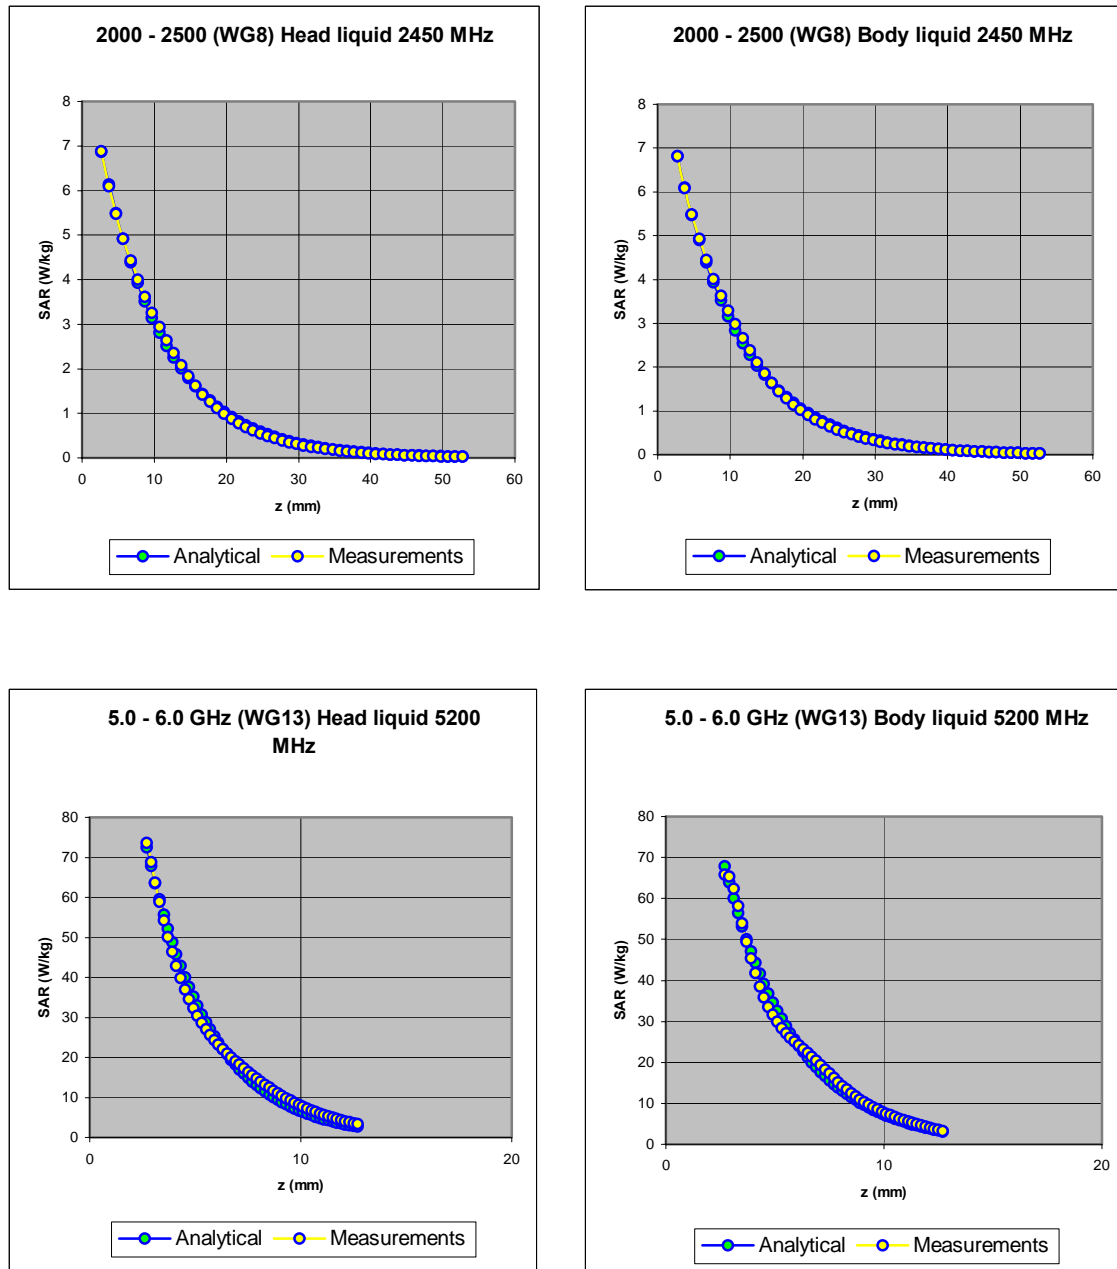 2000 - 2500 (WG8) Head liquid 2450 MHz
8
7
6
5
4
3
2
1
0
SAR (W/kg)
0 10 20 30 40 50 60
z (mm)
Analytical Measurements
2000 - 2500 (WG8) Body liquid 2450 MHz
8
7
6
5
4
3
2
1
0
SAR (W/kg)
0 10 20 30 40 50 60
z (mm)
Analytical Measurements
5.0 - 6.0 GHz (WG13) Head liquid 5200
MHz
80
70
60
50
40
30
20
10
0
SAR (W/kg)
0 10 20
z (mm)
Analytical Measurements
5.0 - 6.0 GHz (WG13) Body liquid 5200 MHz
80
70
60
50
40
30
20
10
0
SAR (W/kg)
0 10 20
z (mm)
Analytical Measurements